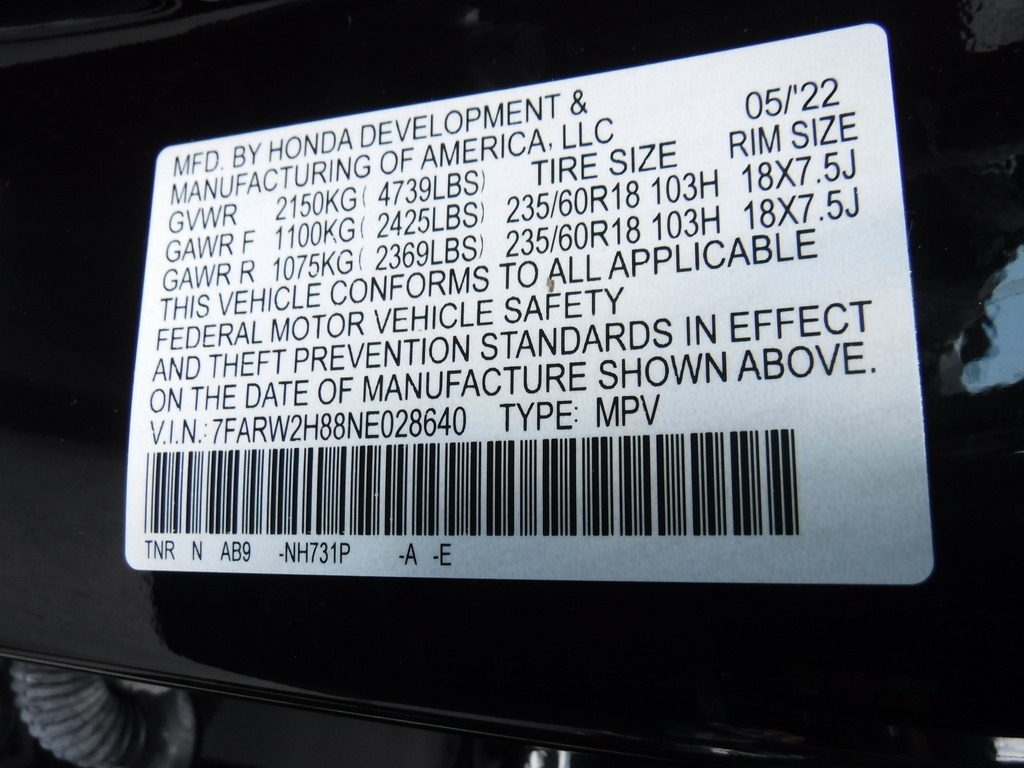 MFD. BY HONDA DEVELOPMENT & 05/'22
MANUFACTURING OF AMERICA, LLC
TIRE SIZE RIM SIZE
GVWR 2150KG( 4739LBS)
GAWR F 1100KG( 2425LBS) 235/60R18 103H 18X7.5J
GAWR R 1075KG( 2369LBS) 235/60R18 103H 18X7.5J
THIS VEHICLE CONFORMS TO ALL APPLICABLE
FEDERAL MOTOR VEHICLE SAFETY
AND THEFT PREVENTION STANDARDS IN EFFECT
ON THE DATE OF MANUFACTURE SHOWN ABOVE.
V.I.N.: 7FARW2H88NE028640 TYPE: MPV
TNR N AB9 -NH731P -A -E